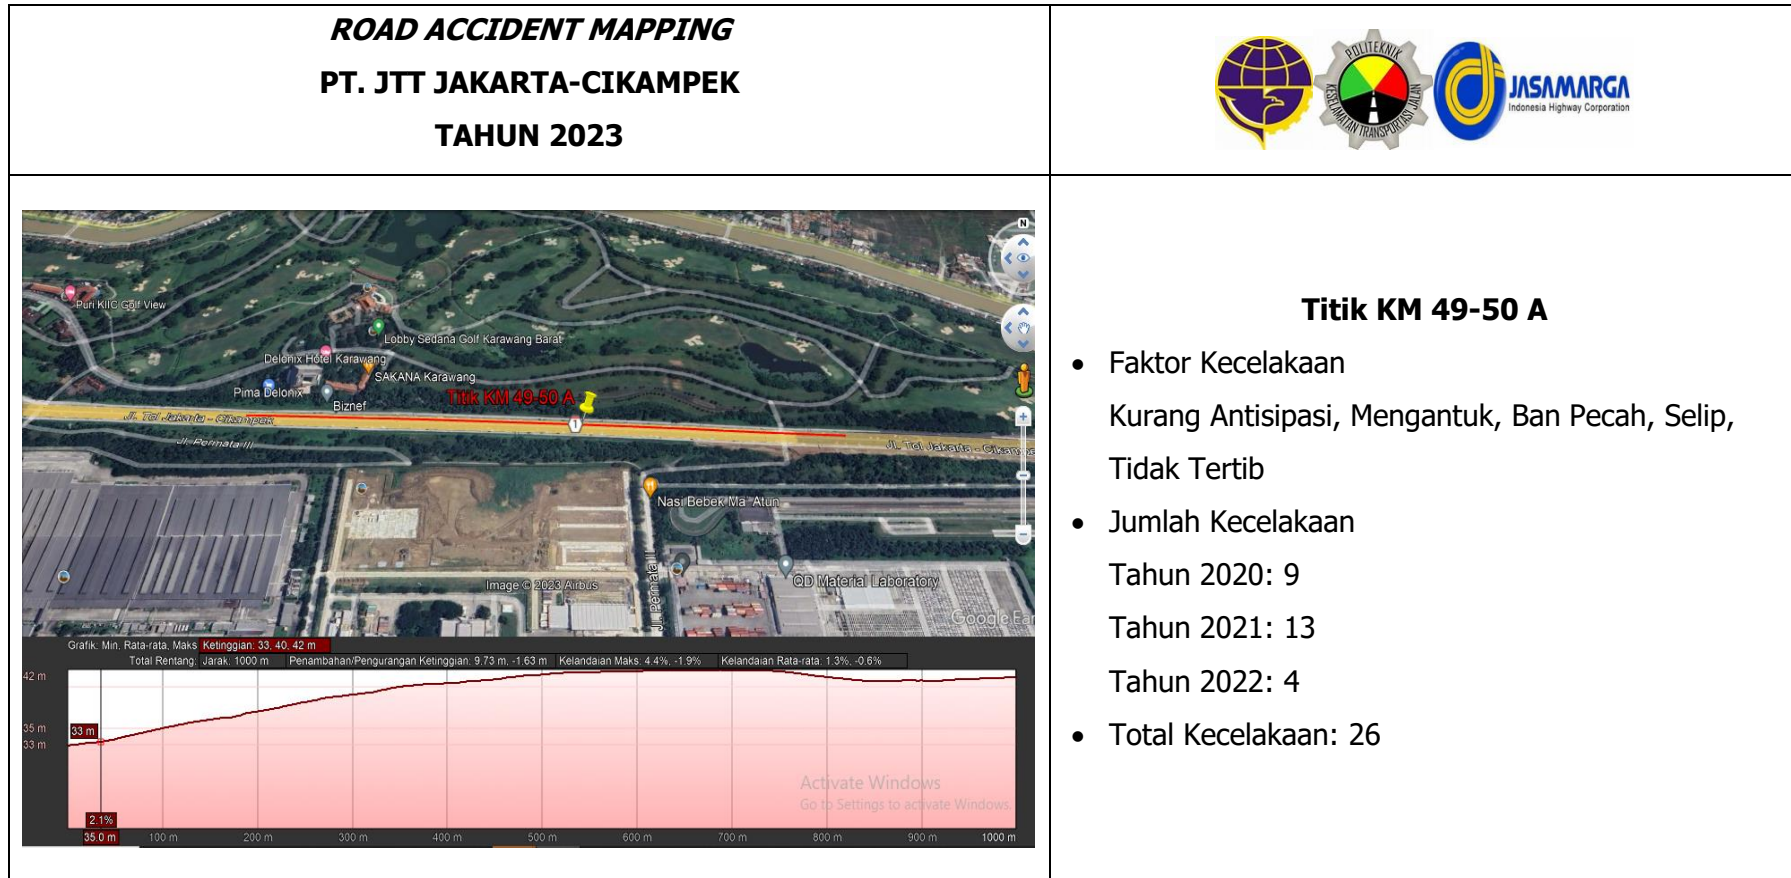 ROAD ACCIDENT MAPPING
PT. JTT JAKARTA-CIKAMPEK
TAHUN 2023
POLITEKNIK
KESELAMATAN TRANSPORTASI JALAN
JASAMARGA
Indonesia Highway Corporation
N
Puri KIIC Golf View
Lobby Sedana Golf Karawang Barat
Delonix Hotel Karawang
SAKANA Karawang
Pima Delonix
Biznef
Titik KM 49-50 A
1
Jl. Tol Jakarta - Cikampek
Jl. Tol Jakarta - Cikam
Jl. Permata III
Nasi Bebek Ma' Atun
Jl. Permata II
QD Material Laboratory
Image © 2023 Airbus
Google Ear
Grafik: Min. Rata-rata, Maks Ketinggian: 33, 40, 42 m
Total Rentang: Jarak: 1000 m Penambahan/Pengurangan Ketinggian: 9.73 m, -1.63 m Kelandaian Maks: 4.4%, -1.9% Kelandaian Rata-rata: 1.3%, -0.6%
42 m
35 m
33 m
33 m
2.1%
35.0 m 100 m 200 m 300 m 400 m 500 m 600 m 700 m 800 m 900 m 1000 m
Activate Windows
Go to Settings to activate Windows.
Titik KM 49-50 A
• Faktor Kecelakaan
Kurang Antisipasi, Mengantuk, Ban Pecah, Selip,
Tidak Tertib
• Jumlah Kecelakaan
Tahun 2020: 9
Tahun 2021: 13
Tahun 2022: 4
• Total Kecelakaan: 26